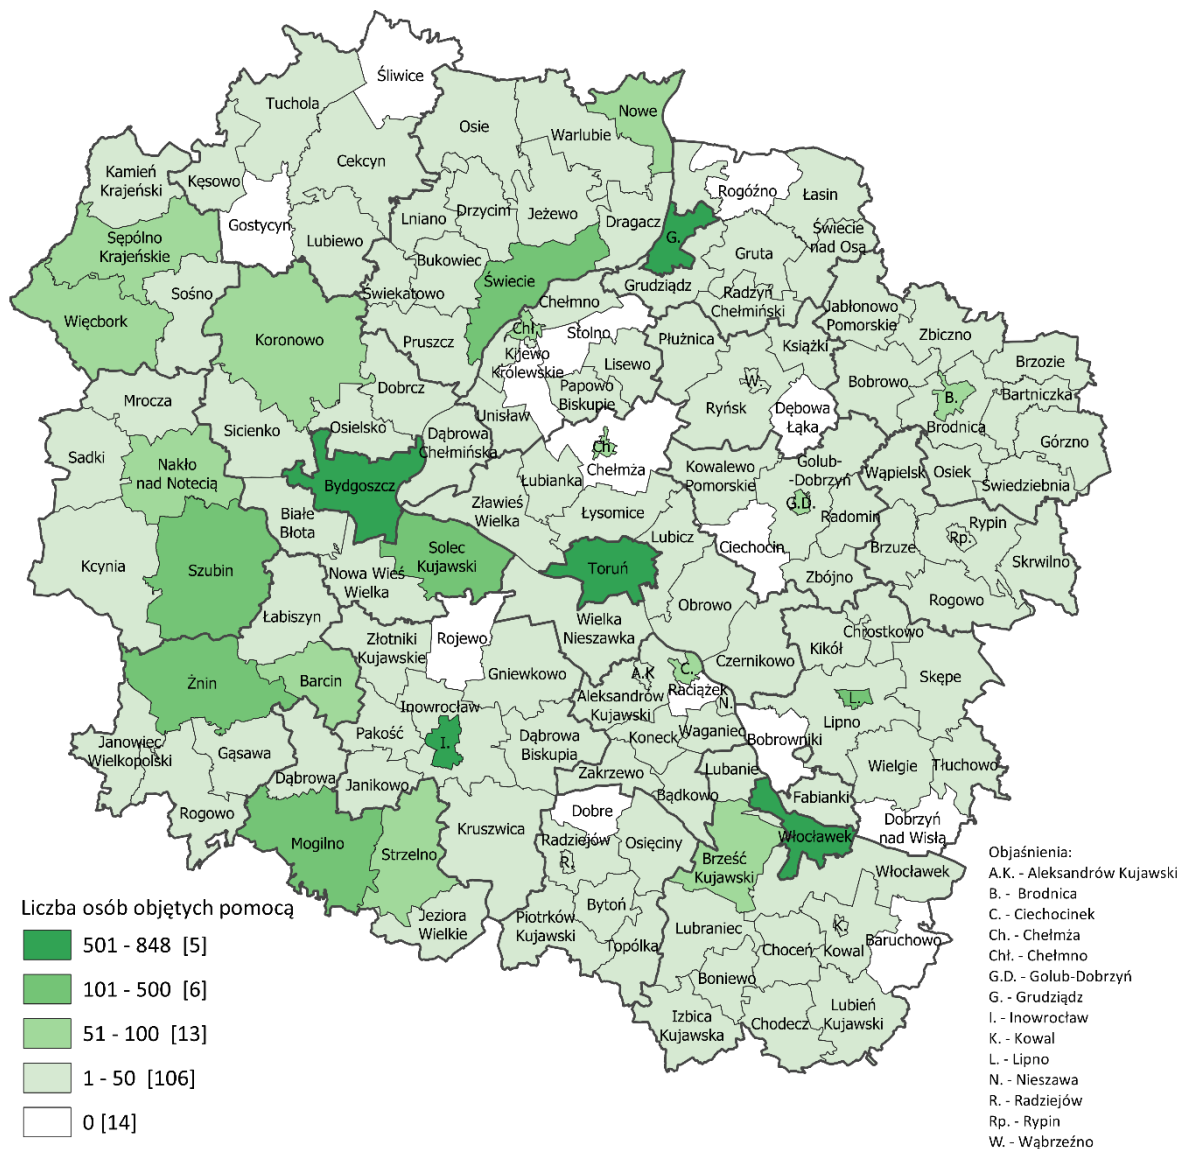 Śliwice
Tuchola
Nowe
Osie
Warlubie
Cekcyn
Kamień
Krajeński
Kęsowo
Rogóźno
Łasin
Gostycyn
Lniano
Drzycim
Jeżewo
Dragacz
Świecie
nad Osą
Sępólno
Krajeńskie
Lubiewo
Bukowiec
G.
Gruta
Sośno
Świekatowo
Świecie
Grudziądz
Radzyń
Chełmiński
Więcbork
Koronowo
Pruszcz
Chełmno
Chł.
Stolno
Płużnica
Książki
Jabłonowo
Pomorskie
Zbiczno
Brzozie
Kijewo
Królewskie
Lisewo
Papowo
Biskupie
W.
Ryńsk
Dębowa
Łąka
Bobrowo
B.
Bartniczka
Mrocza
Dobrcz
Unisław
Brodnica
Górzno
Sicienko
Osielsko
Dąbrowa
Chełmińska
Ch.
Chełmża
Sadki
Nakło
nad Notecią
Bydgoszcz
Łubianka
Kowalewo
Pomorskie
Golub-
-Dobrzyń
Wąpielsk
Osiek
Świedziebnia
Zławieś
Wielka
Łysomice
G.D.
Radomin
Białe
Błota
Solec
Kujawski
Lubicz
Ciechocin
Brzuze
Rypin
Rp.
Skrwilno
Kcynia
Szubin
Nowa Wieś
Wielka
Toruń
Zbójno
Rogowo
Łabiszyn
Obrowo
Złotniki
Kujawskie
Rojewo
Wielka
Nieszawka
Kikół
Chrostkowo
Żnin
Barcin
Gniewkowo
A.K
C.
Czernikowo
Skępe
Aleksandrów
Kujawski
Raciążek
N.
L.
Lipno
Inowrocław
I.
Pakość
Dąbrowa
Biskupia
Koneck
Waganiec
Bobrowniki
Janowiec
Wielkopolski
Gąsawa
Dąbrowa
Janikowo
Zakrzewo
Bądkowo
Lubanie
Wielgie
Tłuchowo
Rogowo
Fabianki
Mogilno
Strzelno
Kruszwica
Dobre
Radziejów
R.
Osięciny
Brześć
Kujawski
Włocławek
Dobrzyń
nad Wisłą
Włocławek
Jeziora
Wielkie
Piotrków
Kujawski
Bytoń
Topólka
Lubraniec
Choceń
K.
Kowal
Baruchowo
Boniewo
Izbica
Kujawska
Chodecz
Lubień
Kujawski
Liczba osób objętych pomocą
501 - 848 [5]
101 - 500 [6]
51 - 100 [13]
1 - 50 [106]
0 [14]
Objaśnienia:
A.K. - Aleksandrów Kujawski
B. - Brodnica
C. - Ciechocinek
Ch. - Chełmża
Chł. - Chełmno
G.D. - Golub-Dobrzyń
G. - Grudziądz
I. - Inowrocław
K. - Kowal
L. - Lipno
N. - Nieszawa
R. - Radziejów
Rp. - Rypin
W. - Wąbrzeźno